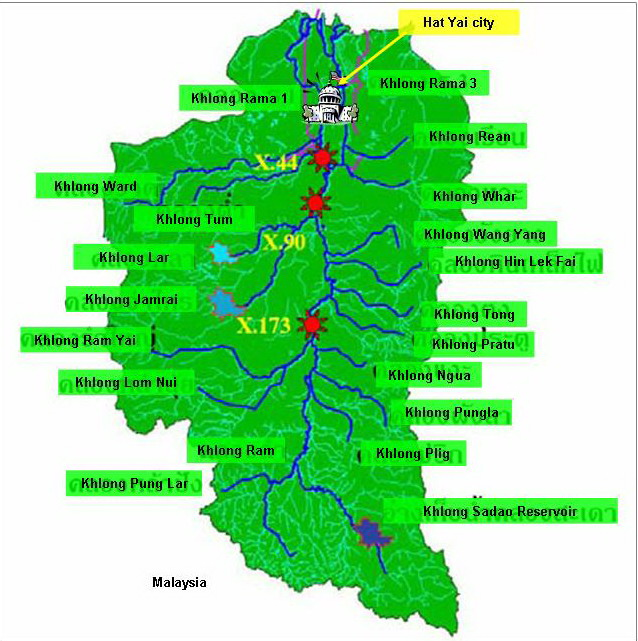 Hat Yai city
Khlong Rama 1
Khlong Rama 3
Khlong Rean
X.44
Khlong Ward
Khlong Whar
Khlong Tum
Khlong Wang Yang
X.90
Khlong Lar
Khlong Hin Lek Fai
Khlong Jamrai
Khlong Tong
X.173
Khlong Ram Yai
Khlong Pratu
Khlong Ngua
Khlong Lom Nui
Khlong Pungla
Khlong Ram
Khlong Plig
Khlong Pung Lar
Khlong Sadao Reservoir
Malaysia